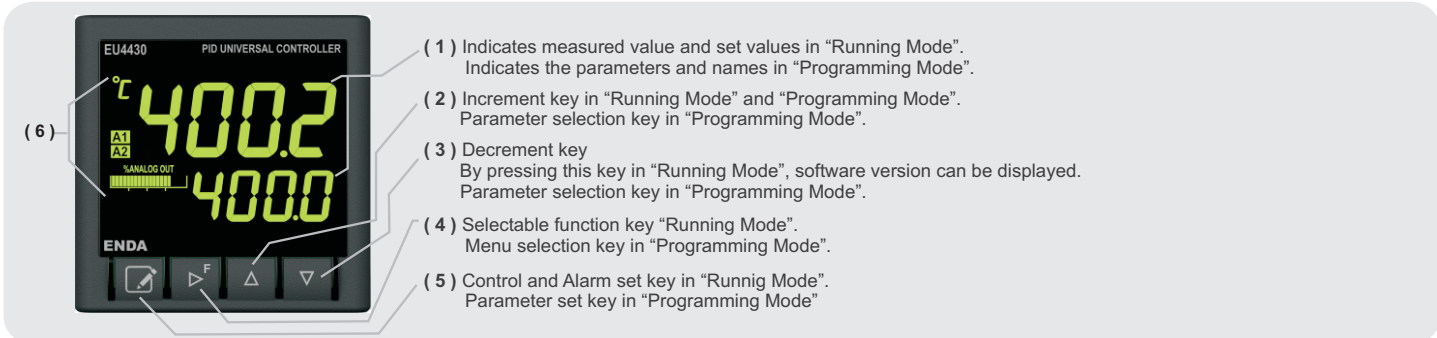 EU4430 PID UNIVERSAL CONTROLLER
°C 400.2
A1
A2
%ANALOG OUT
400.0
ENDA
F
( 6 )
( 1 ) Indicates measured value and set values in “Running Mode”.
Indicates the parameters and names in “Programming Mode”.
( 2 ) Increment key in “Running Mode” and “Programming Mode”.
Parameter selection key in “Programming Mode”.
( 3 ) Decrement key
By pressing this key in “Running Mode”, software version can be displayed.
Parameter selection key in “Programming Mode”.
( 4 ) Selectable function key “Running Mode”.
Menu selection key in “Programming Mode”.
( 5 ) Control and Alarm set key in “Runnig Mode”.
Parameter set key in “Programming Mode”